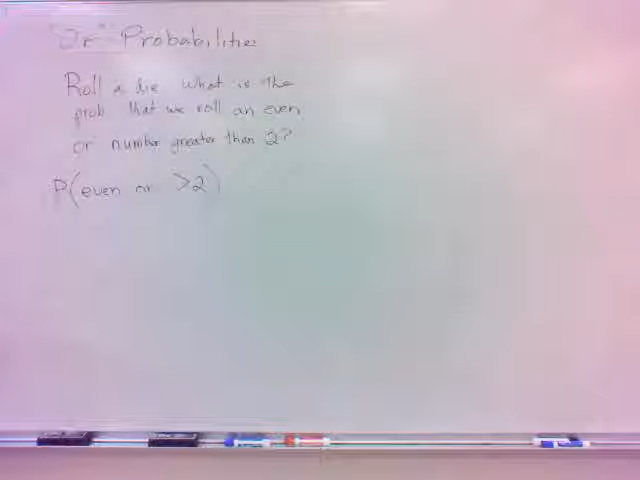 "Or" Probabilities
Roll a die what is the
prob that we roll an even
or number greater than 2?
P(even or >2)